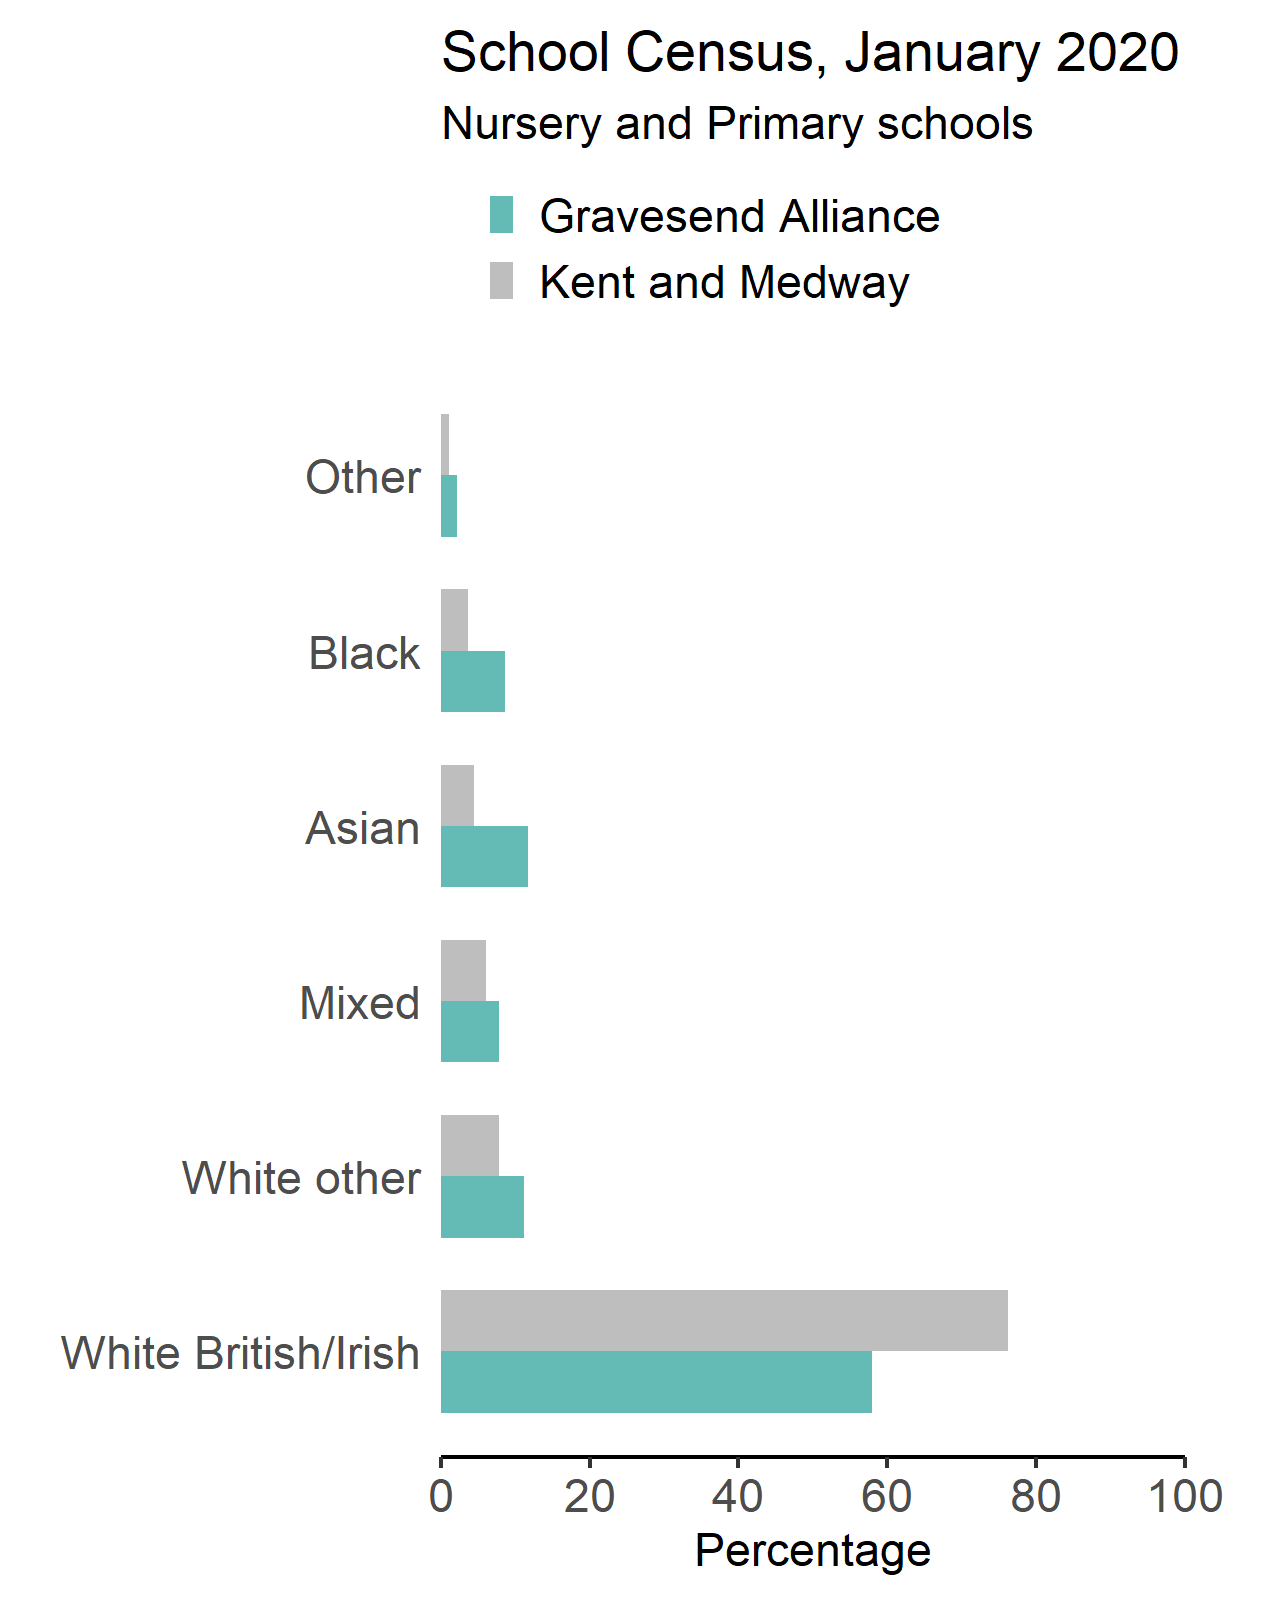 School Census, January 2020
Nursery and Primary schools
Gravesend Alliance
Kent and Medway
Other
Black
Asian
Mixed
White other
White British/Irish
0 20 40 60 80 100
Percentage